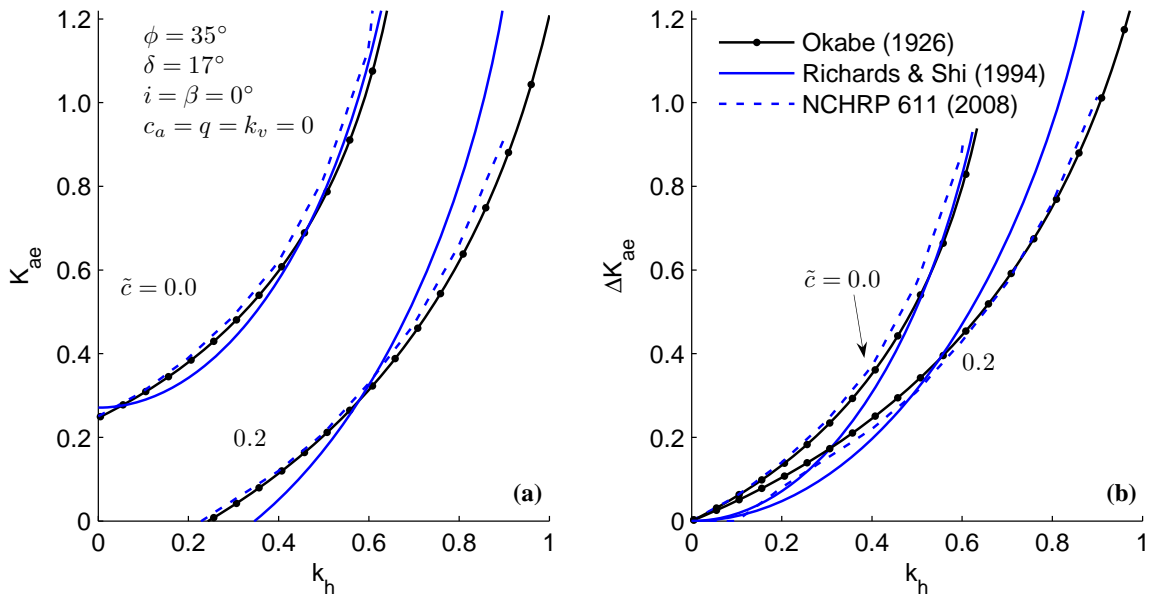 1.2
1.0
0.8
0.6
0.4
0.2
0
K_ae
ϕ = 35°
δ = 17°
i = β = 0°
c_a = q = k_v = 0
c̃ = 0.0
0.2
(a)
0 0.2 0.4 0.6 0.8 1
k_h
1.2
1.0
0.8
0.6
0.4
0.2
0
ΔK_ae
Okabe (1926)
Richards & Shi (1994)
NCHRP 611 (2008)
c̃ = 0.0
0.2
(b)
0 0.2 0.4 0.6 0.8 1
k_h